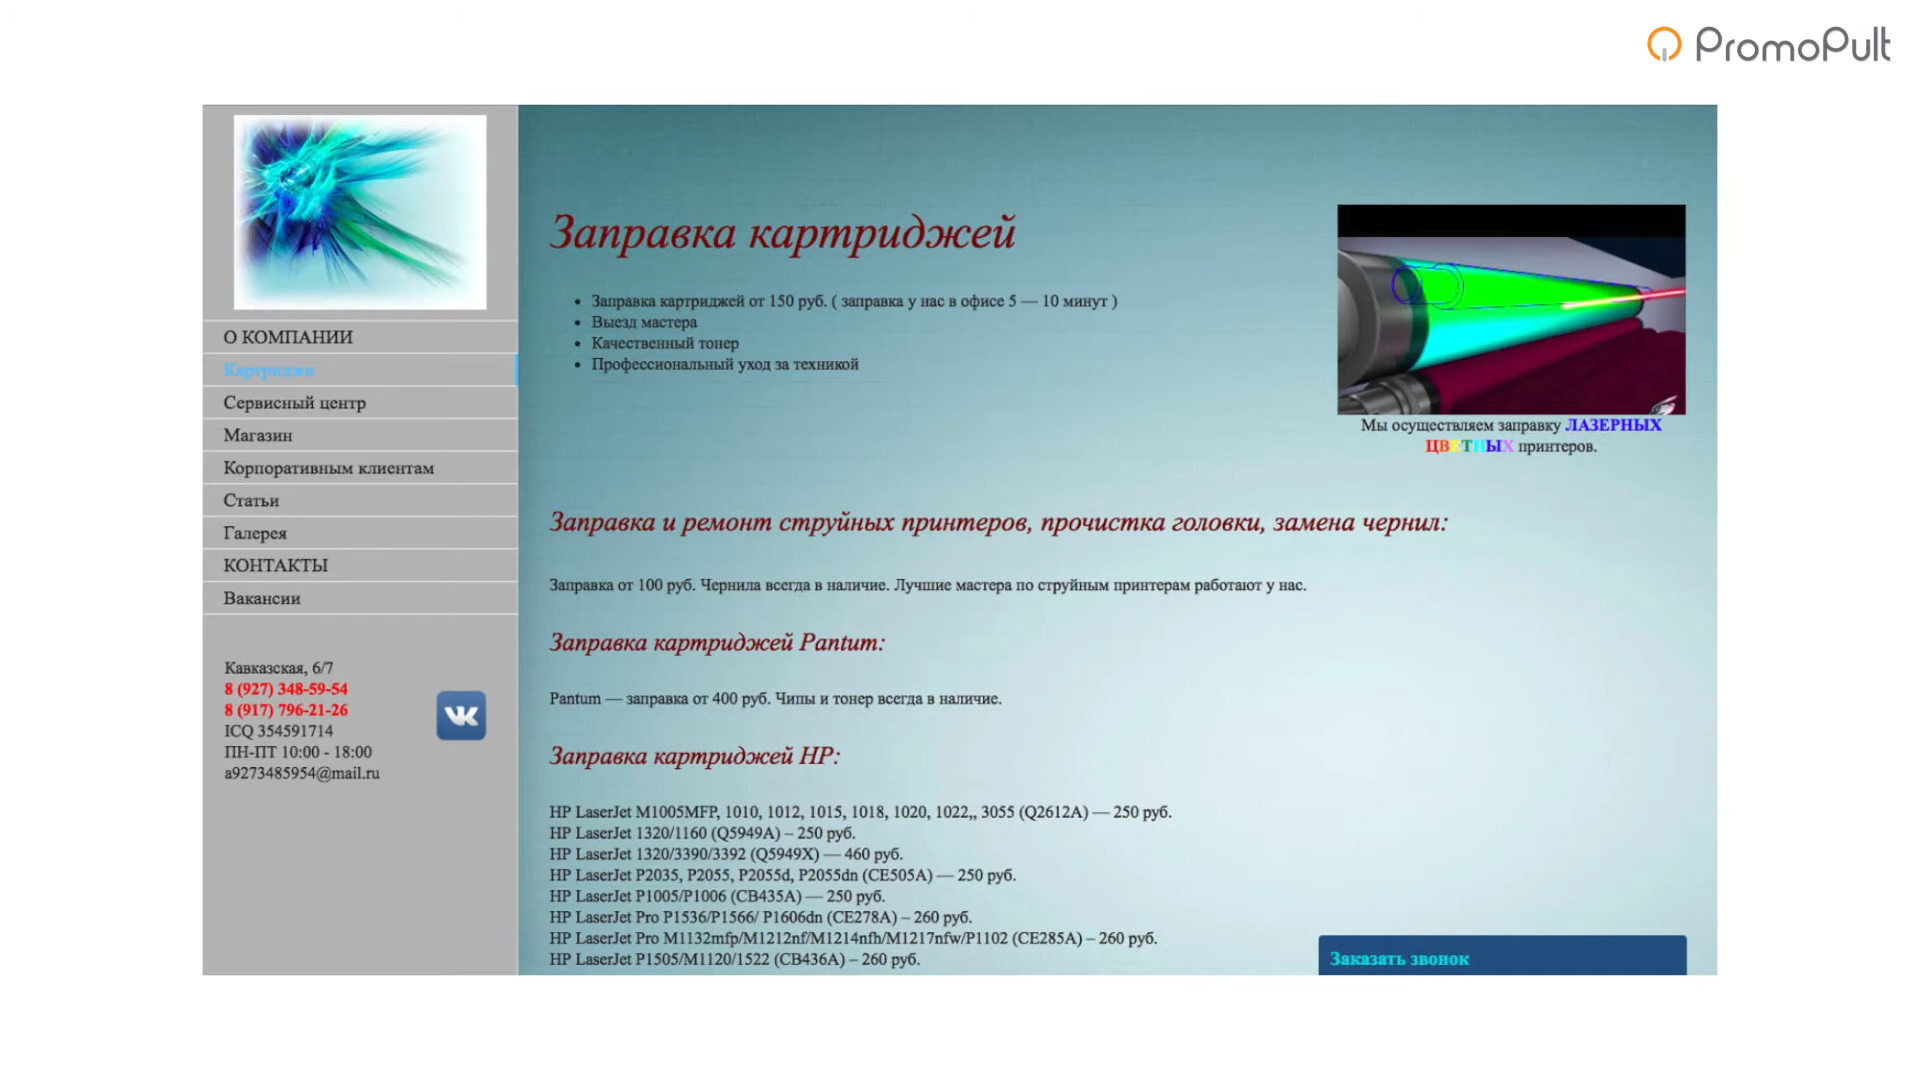 PromoPult
О КОМПАНИИ
Картриджи
Сервисный центр
Магазин
Корпоративным клиентам
Статьи
Галерея
КОНТАКТЫ
Вакансии
Кавказская, 6/7
8 (927) 348-59-54
8 (917) 796-21-26
ICQ 354591714
ПН-ПТ 10:00 - 18:00
a9273485954@mail.ru
Заправка картриджей
• Заправка картриджей от 150 руб. ( заправка у нас в офисе 5 — 10 минут )
• Выезд мастера
• Качественный тонер
• Профессиональный уход за техникой
Мы осуществляем заправку ЛАЗЕРНЫХ
ЦВЕТНЫХ принтеров.
Заправка и ремонт струйных принтеров, прочистка головки, замена чернил:
Заправка от 100 руб. Чернила всегда в наличие. Лучшие мастера по струйным принтерам работают у нас.
Заправка картриджей Pantum:
Pantum — заправка от 400 руб. Чипы и тонер всегда в наличие.
Заправка картриджей HP:
HP LaserJet M1005MFP, 1010, 1012, 1015, 1018, 1020, 1022,, 3055 (Q2612A) — 250 руб.
HP LaserJet 1320/1160 (Q5949A) – 250 руб.
HP LaserJet 1320/3390/3392 (Q5949X) — 460 руб.
HP LaserJet P2035, P2055, P2055d, P2055dn (CE505A) — 250 руб.
HP LaserJet P1005/P1006 (CB435A) — 250 руб.
HP LaserJet Pro P1536/P1566/ P1606dn (CE278A) – 260 руб.
HP LaserJet Pro M1132mfp/M1212nf/M1214nfh/M1217nfw/P1102 (CE285A) – 260 руб.
HP LaserJet P1505/M1120/1522 (CB436A) – 260 руб.
Заказать звонок